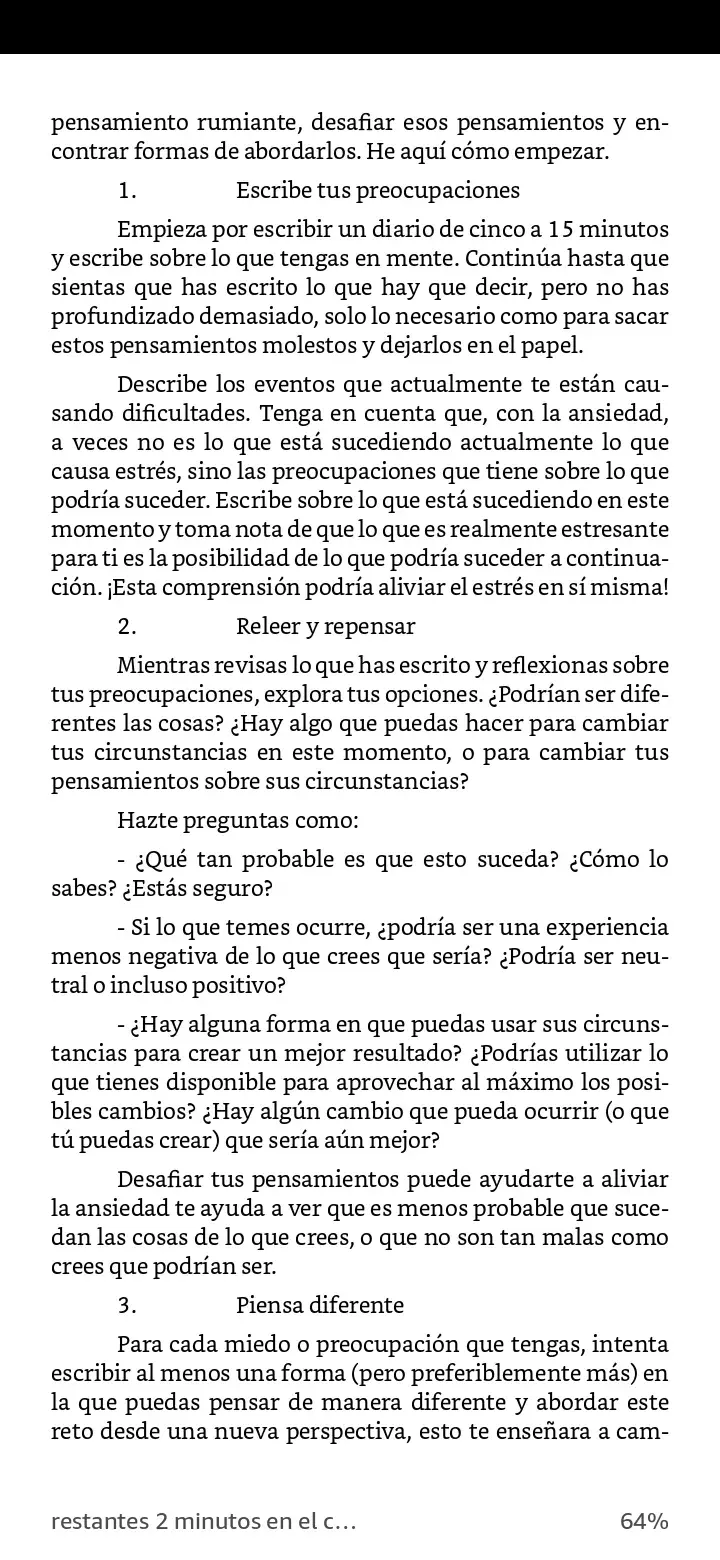 pensamiento rumiante, desafiar esos pensamientos y en-
contrar formas de abordarlos. He aquí cómo empezar.
1. Escribe tus preocupaciones
Empieza por escribir un diario de cinco a 15 minutos
y escribe sobre lo que tengas en mente. Continúa hasta que
sientas que has escrito lo que hay que decir, pero no has
profundizado demasiado, solo lo necesario como para sacar
estos pensamientos molestos y dejarlos en el papel.
Describe los eventos que actualmente te están cau-
sando dificultades. Tenga en cuenta que, con la ansiedad,
a veces no es lo que está sucediendo actualmente lo que
causa estrés, sino las preocupaciones que tiene sobre lo que
podría suceder. Escribe sobre lo que está sucediendo en este
momento y toma nota de que lo que es realmente estresante
para ti es la posibilidad de lo que podría suceder a continua-
ción. ¡Esta comprensión podría aliviar el estrés en sí misma!
2. Releer y repensar
Mientras revisas lo que has escrito y reflexionas sobre
tus preocupaciones, explora tus opciones. ¿Podrían ser dife-
rentes las cosas? ¿Hay algo que puedas hacer para cambiar
tus circunstancias en este momento, o para cambiar tus
pensamientos sobre sus circunstancias?
Hazte preguntas como:
- ¿Qué tan probable es que esto suceda? ¿Cómo lo
sabes? ¿Estás seguro?
- Si lo que temes ocurre, ¿podría ser una experiencia
menos negativa de lo que crees que sería? ¿Podría ser neu-
tral o incluso positivo?
- ¿Hay alguna forma en que puedas usar sus circuns-
tancias para crear un mejor resultado? ¿Podrías utilizar lo
que tienes disponible para aprovechar al máximo los posi-
bles cambios? ¿Hay algún cambio que pueda ocurrir (o que
tú puedas crear) que sería aún mejor?
Desafiar tus pensamientos puede ayudarte a aliviar
la ansiedad te ayuda a ver que es menos probable que suce-
dan las cosas de lo que crees, o que no son tan malas como
crees que podrían ser.
3. Piensa diferente
Para cada miedo o preocupación que tengas, intenta
escribir al menos una forma (pero preferiblemente más) en
la que puedas pensar de manera diferente y abordar este
reto desde una nueva perspectiva, esto te enseñara a cam-
restantes 2 minutos en el c... 64%